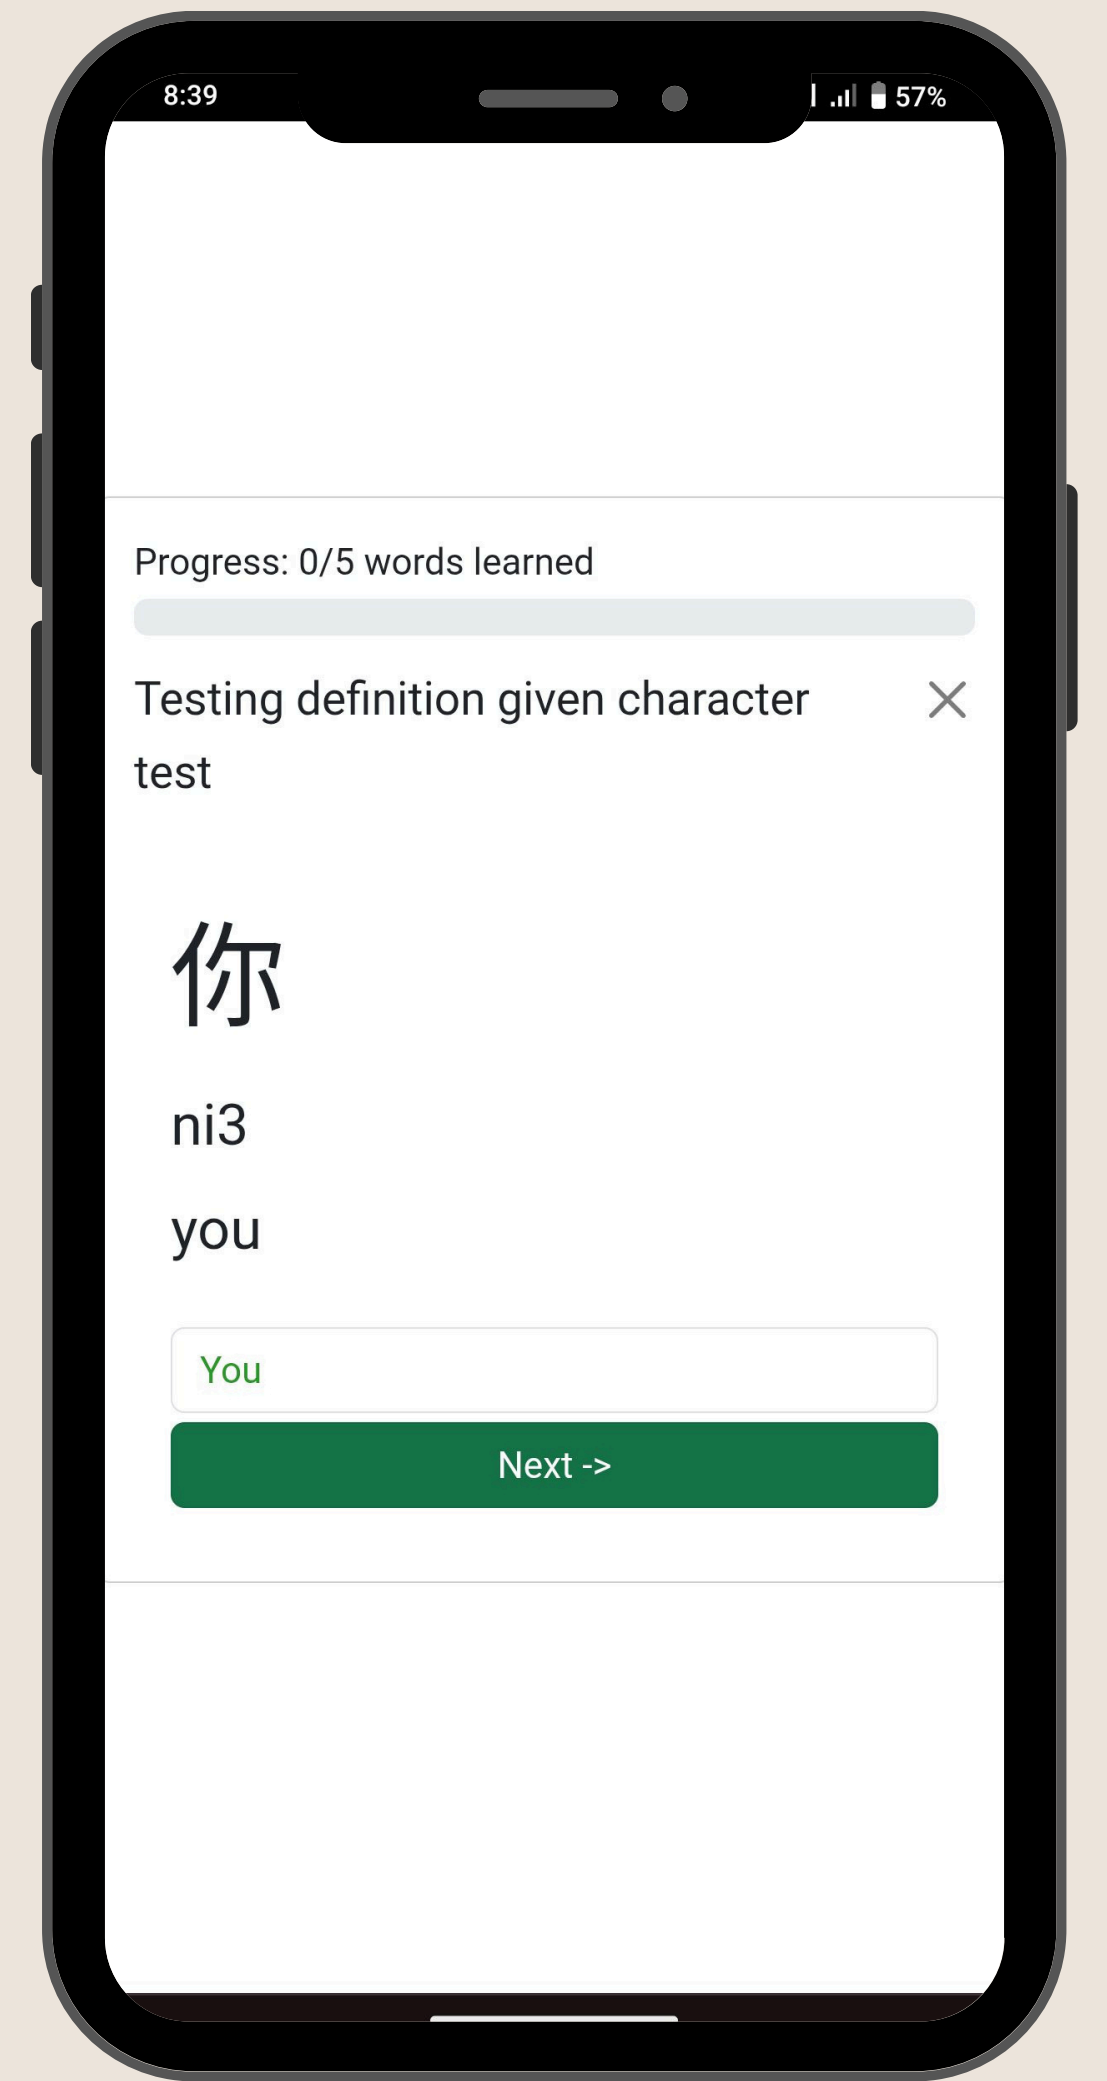 8:39
57%
Progress: 0/5 words learned
Testing definition given character
test
你
ni3
you
You
Next ->